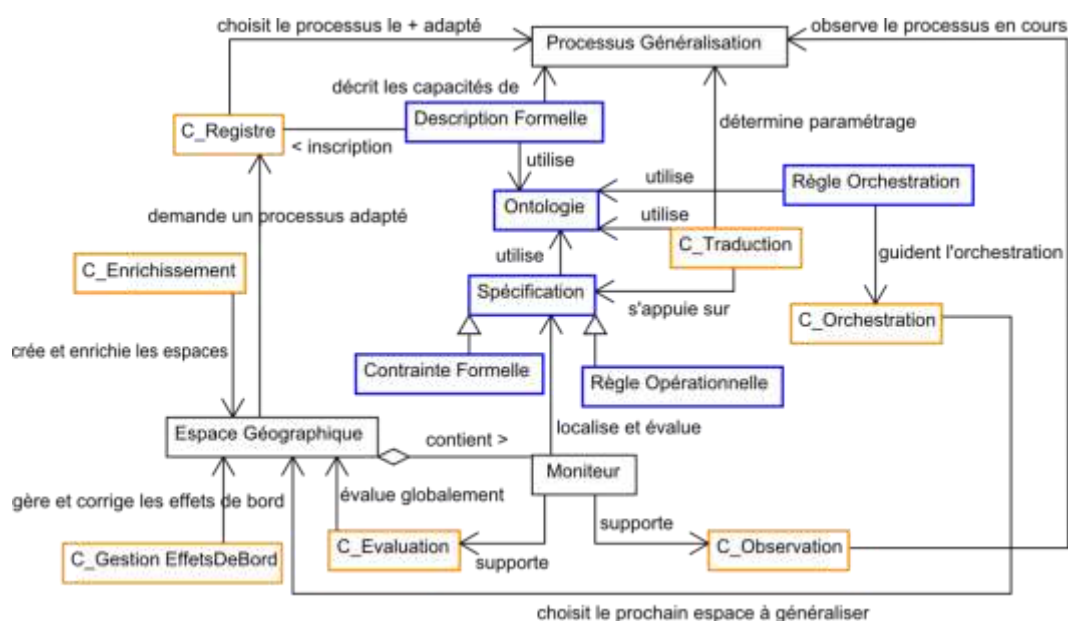 choisit le processus le + adapté
observe le processus en cours
Processus Généralisation
décrit les capacités de
C_Registre
Description Formelle
détermine paramétrage
< inscription
utilise
utilise
Règle Orchestration
Ontologie
demande un processus adapté
utilise
C_Traduction
C_Enrichissement
utilise
guident l'orchestration
Spécification
s'appuie sur
C_Orchestration
crée et enrichie les espaces
Contrainte Formelle
Règle Opérationnelle
Espace Géographique
contient >
localise et évalue
Moniteur
gère et corrige les effets de bord
évalue globalement
supporte
C_Gestion EffetsDeBord
C_Evaluation
supporte
C_Observation
choisit le prochain espace à généraliser